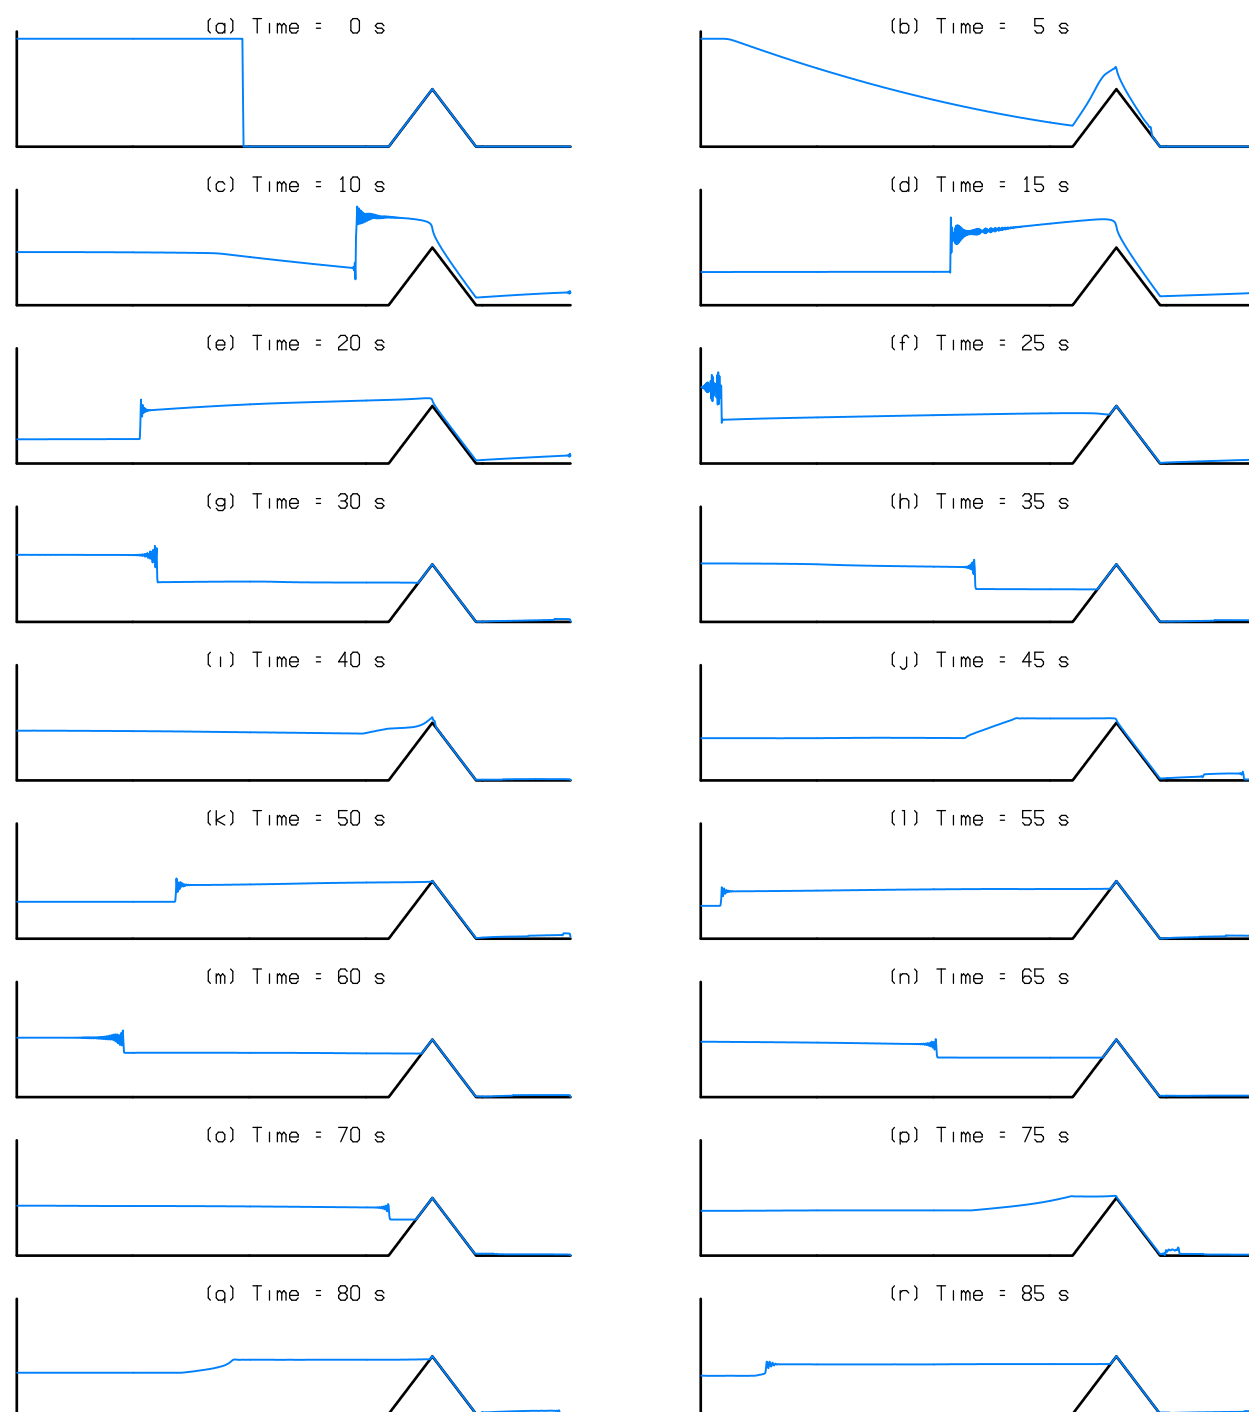 (a) Time = 0 s
(b) Time = 5 s
(c) Time = 10 s
(d) Time = 15 s
(e) Time = 20 s
(f) Time = 25 s
(g) Time = 30 s
(h) Time = 35 s
(i) Time = 40 s
(j) Time = 45 s
(k) Time = 50 s
(l) Time = 55 s
(m) Time = 60 s
(n) Time = 65 s
(o) Time = 70 s
(p) Time = 75 s
(q) Time = 80 s
(r) Time = 85 s